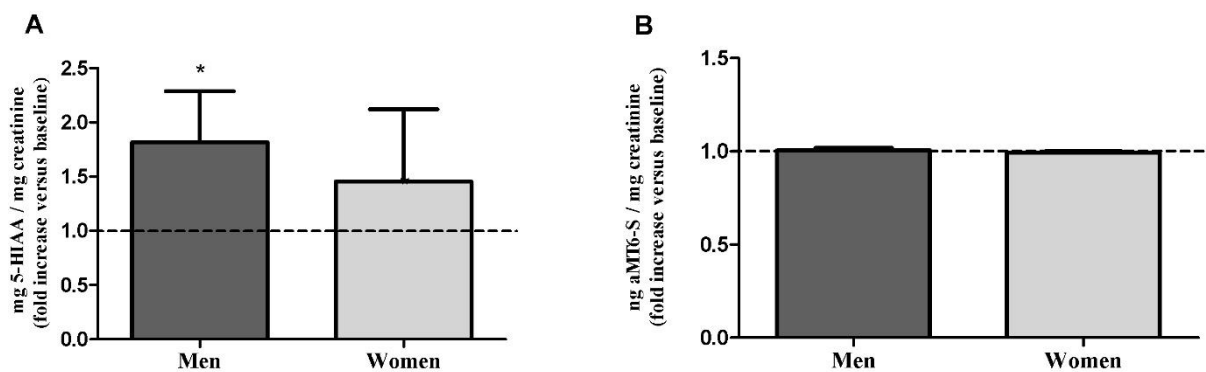 A
mg 5-HIAA / mg creatinine
(fold increase versus baseline)
2.5
2.0
1.5
1.0
0.5
0.0
*
Men
Women
B
ng aMT6-S / mg creatinine
(fold increase versus baseline)
1.5
1.0
0.5
0.0
Men
Women